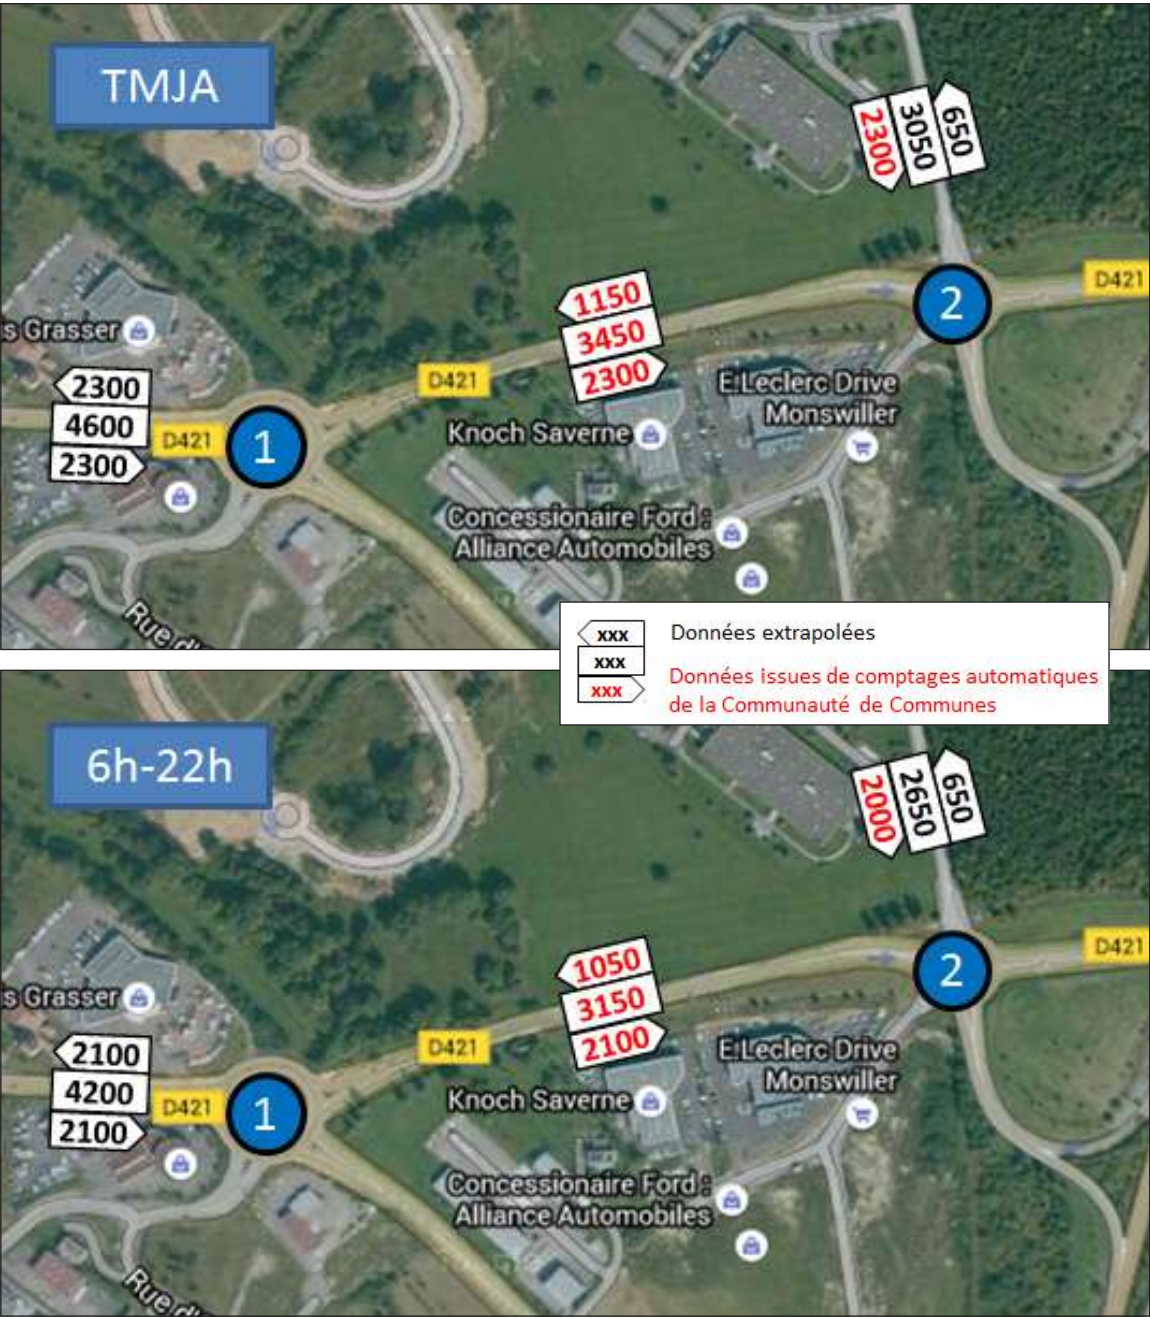 TMJA
2300
3050
650
D421
1150
3450
2300
s Grasser
D421
E.Leclerc Drive
Monswiller
2300
4600
2300
D421
1
2
Knoch Saverne
Concessionaire Ford :
Alliance Automobiles
Rue d'
xxx
xxx
xxx
Données extrapolées
Données issues de comptages automatiques
de la Communauté de Communes
6h-22h
2000
2650
650
D421
1050
3150
2100
s Grasser
D421
E.Leclerc Drive
Monswiller
2100
4200
2100
D421
1
2
Knoch Saverne
Concessionaire Ford :
Alliance Automobiles
Rue d'